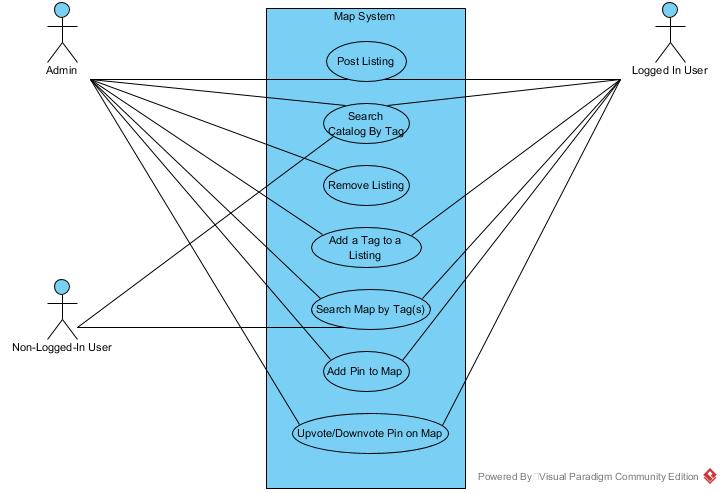 Map System
Post Listing
Admin
Logged In User
Search
Catalog By Tag
Remove Listing
Add a Tag to a
Listing
Search Map by Tag(s)
Non-Logged-In User
Add Pin to Map
Upvote/Downvote Pin on Map
Powered By Visual Paradigm Community Edition